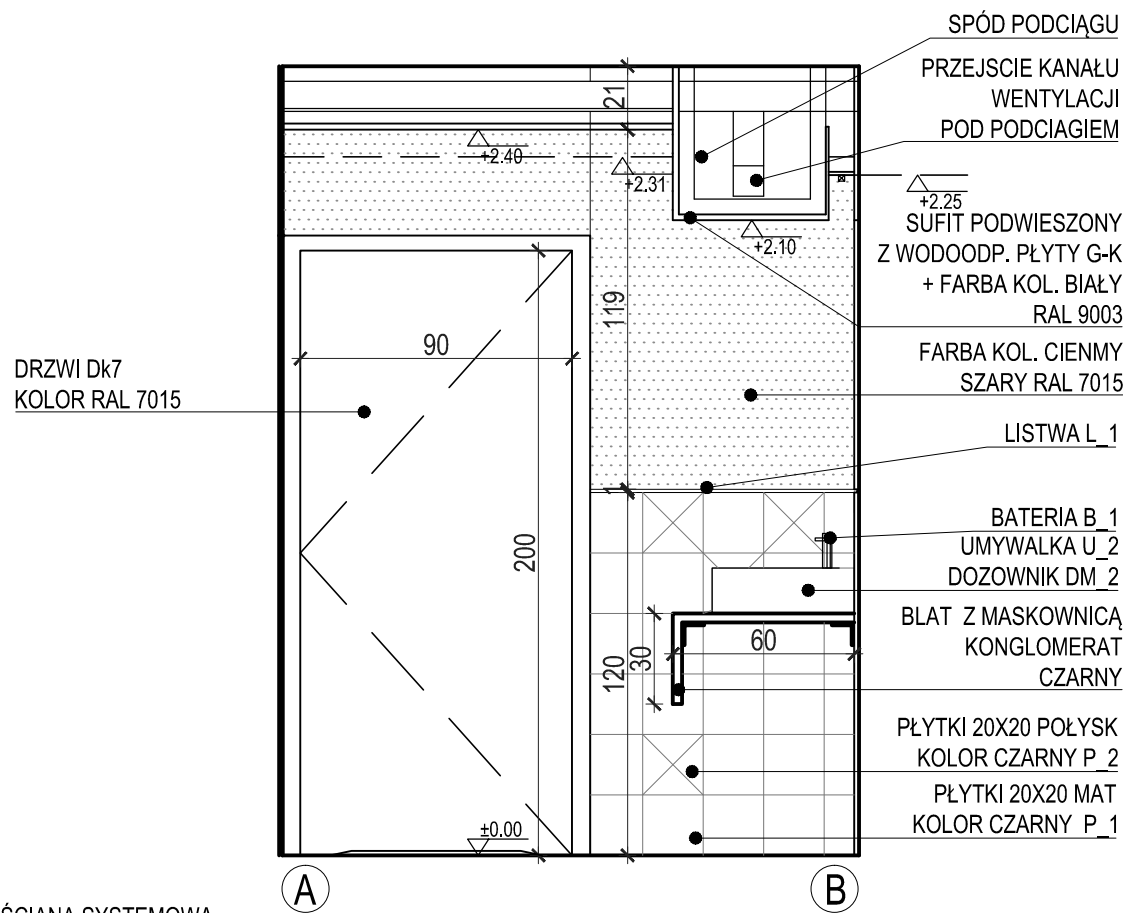 SPÓD PODCIĄGU
PRZEJSCIE KANAŁU
WENTYLACJI
POD PODCIAGIEM
21
+2.40
+2.31
+2.25
+2.10
SUFIT PODWIESZONY
Z WODOODP. PŁYTY G-K
+ FARBA KOL. BIAŁY
RAL 9003
119
90
DRZWI Dk7
KOLOR RAL 7015
FARBA KOL. CIENMY
SZARY RAL 7015
LISTWA L_1
200
BATERIA B_1
UMYWALKA U_2
DOZOWNIK DM_2
BLAT Z MASKOWNICĄ
KONGLOMERAT
CZARNY
60
30
120
PŁYTKI 20X20 POŁYSK
KOLOR CZARNY P_2
PŁYTKI 20X20 MAT
KOLOR CZARNY P_1
±0.00
A
B